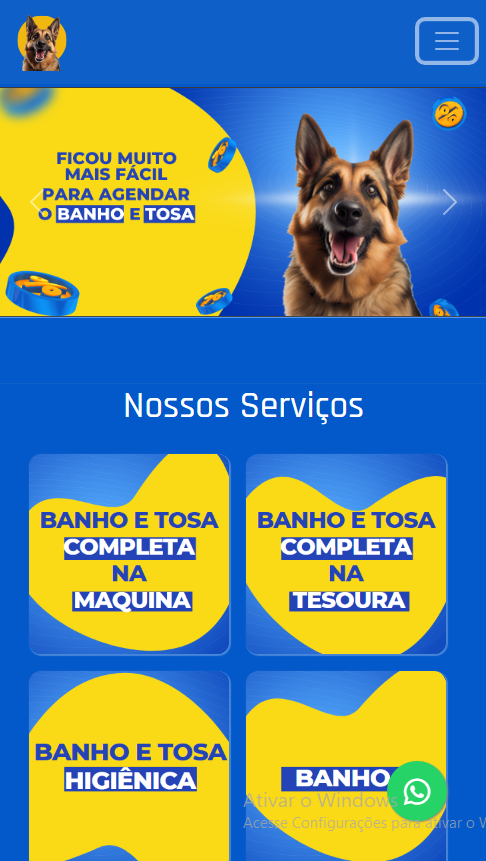 FICOU MUITO
MAIS FÁCIL
PARA AGENDAR
O BANHO E TOSA
Nossos Serviços
BANHO E TOSA
COMPLETA
NA
MAQUINA
BANHO E TOSA
COMPLETA
NA
TESOURA
BANHO E TOSA
HIGIÊNICA
BANHO
Ativar o Windows
Acesse Configurações para ativar o W